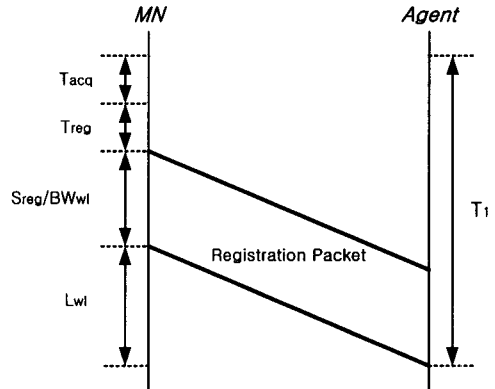 MN Agent
Tacq
Treg
Sreg/BWwl
T1
Registration Packet
Lwl